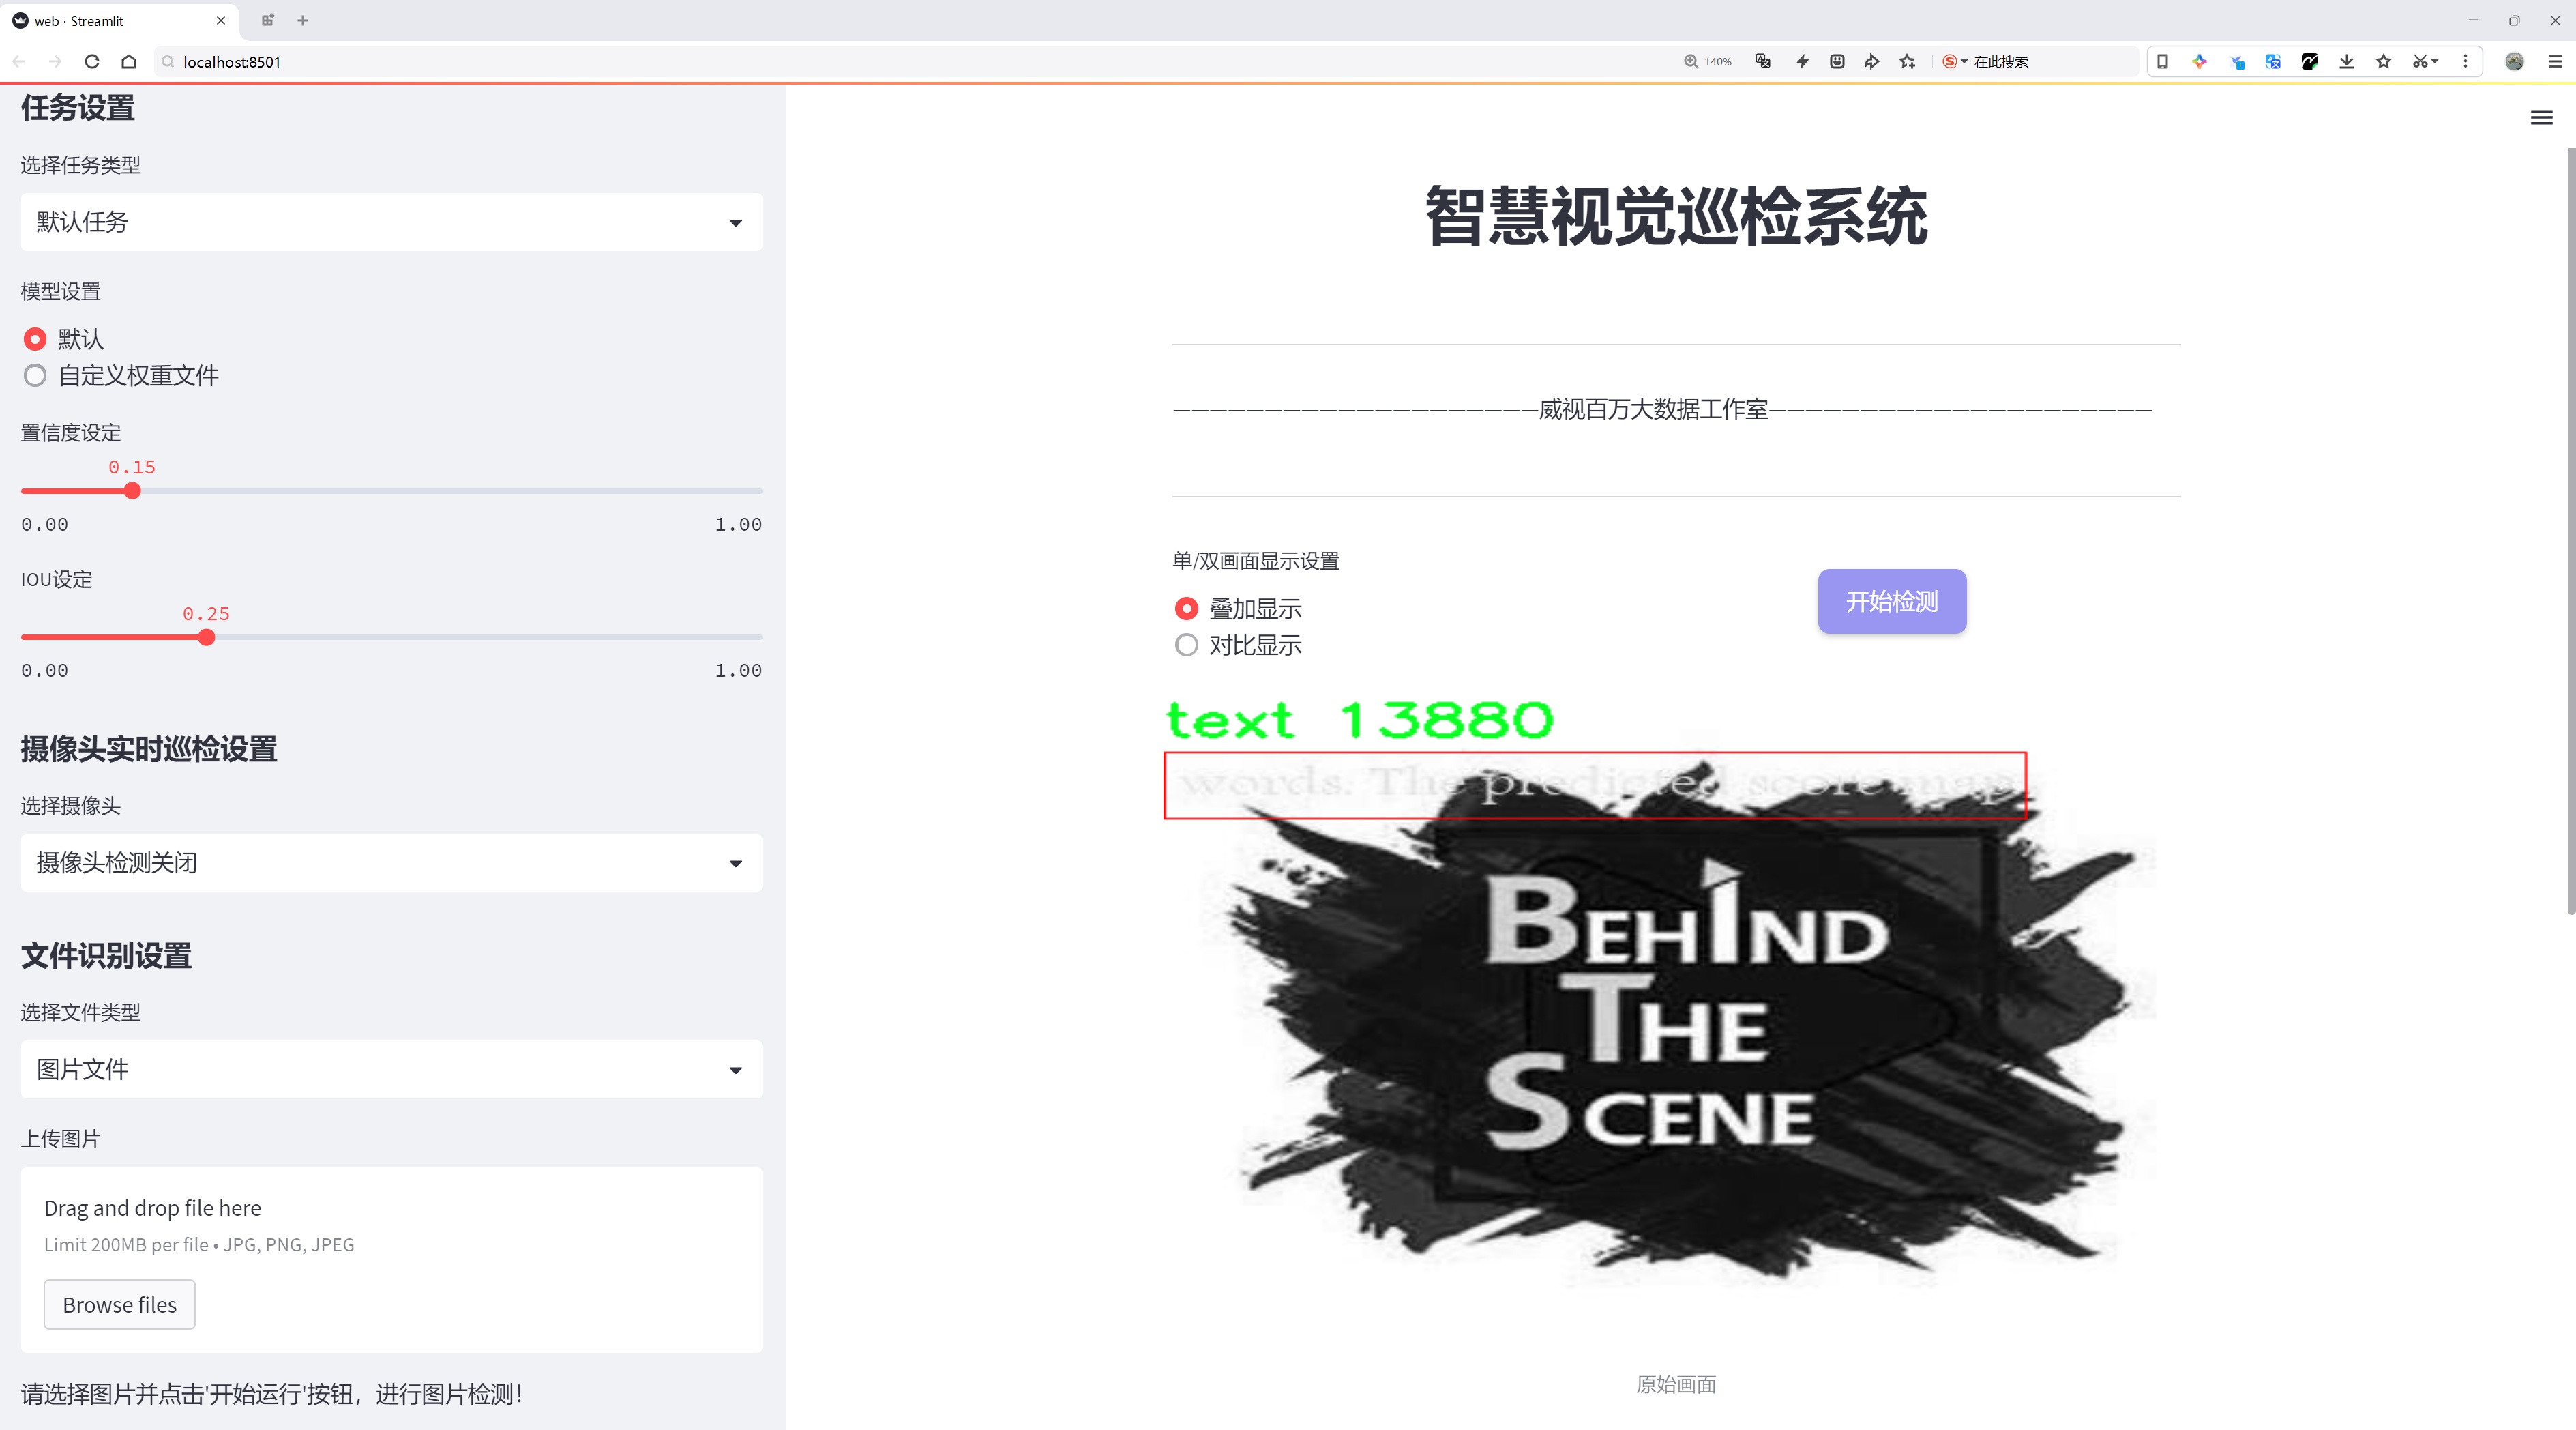 web · Streamlit
localhost:8501
140%
在此搜索
任务设置
选择任务类型
默认任务
模型设置
默认
自定义权重文件
置信度设定
0.15
0.00 1.00
IOU设定
0.25
0.00 1.00
摄像头实时巡检设置
选择摄像头
摄像头检测关闭
文件识别设置
选择文件类型
图片文件
上传图片
Drag and drop file here
Limit 200MB per file • JPG, PNG, JPEG
Browse files
请选择图片并点击'开始运行'按钮，进行图片检测！
智慧视觉巡检系统
————————————————————威视百万大数据工作室—————————————————————
单/双画面显示设置
叠加显示
对比显示
开始检测
text 13880
words. The predicted score map
BEHIND
THE
SCENE
原始画面